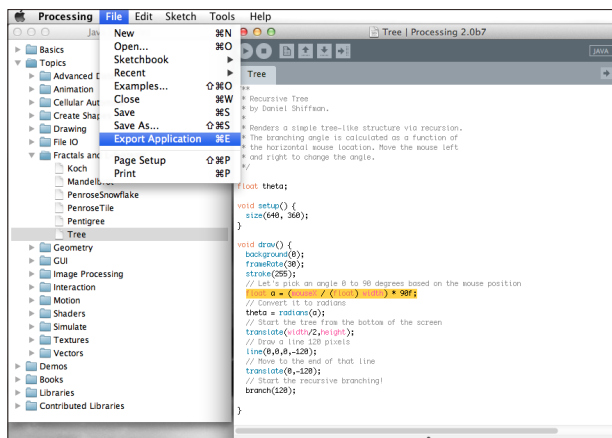 Processing File Edit Sketch Tools Help
Jav
Basics
Topics
Advanced D
Animation
Cellular Aut
Create Shap
Drawing
File IO
Fractals and
Koch
Mandelbrot
PenroseSnowflake
PenroseTile
Pentigree
Tree
Geometry
GUI
Image Processing
Interaction
Motion
Shaders
Simulate
Textures
Vectors
Demos
Books
Libraries
Contributed Libraries
New ⌘N
Open... ⌘O
Sketchbook ▶
Recent ▶
Examples... ⇧⌘O
Close ⌘W
Save ⌘S
Save As... ⇧⌘S
Export Application ⌘E
Page Setup ⇧⌘P
Print ⌘P
Tree | Processing 2.0b7
JAVA
Tree
/**
* Recursive Tree
* by Daniel Shiffman.
*
* Renders a simple tree-like structure via recursion.
* The branching angle is calculated as a function of
* the horizontal mouse location. Move the mouse left
* and right to change the angle.
*/
float theta;
void setup() {
size(640, 360);
}
void draw() {
background(0);
frameRate(30);
stroke(255);
// Let's pick an angle 0 to 90 degrees based on the mouse position
float a = (mouseX / (float) width) * 90f;
// Convert it to radians
theta = radians(a);
// Start the tree from the bottom of the screen
translate(width/2,height);
// Draw a line 120 pixels
line(0,0,0,-120);
// Move to the end of that line
translate(0,-120);
// Start the recursive branching!
branch(120);
}